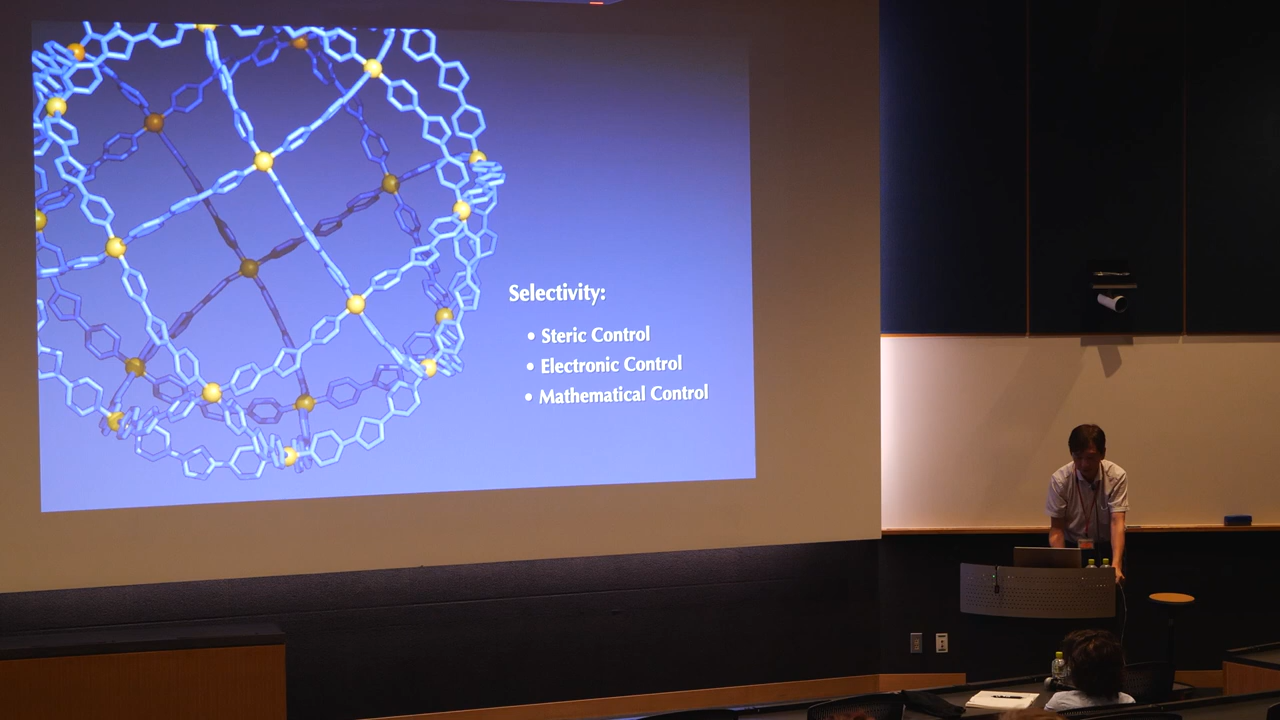 Selectivity:
• Steric Control
• Electronic Control
• Mathematical Control